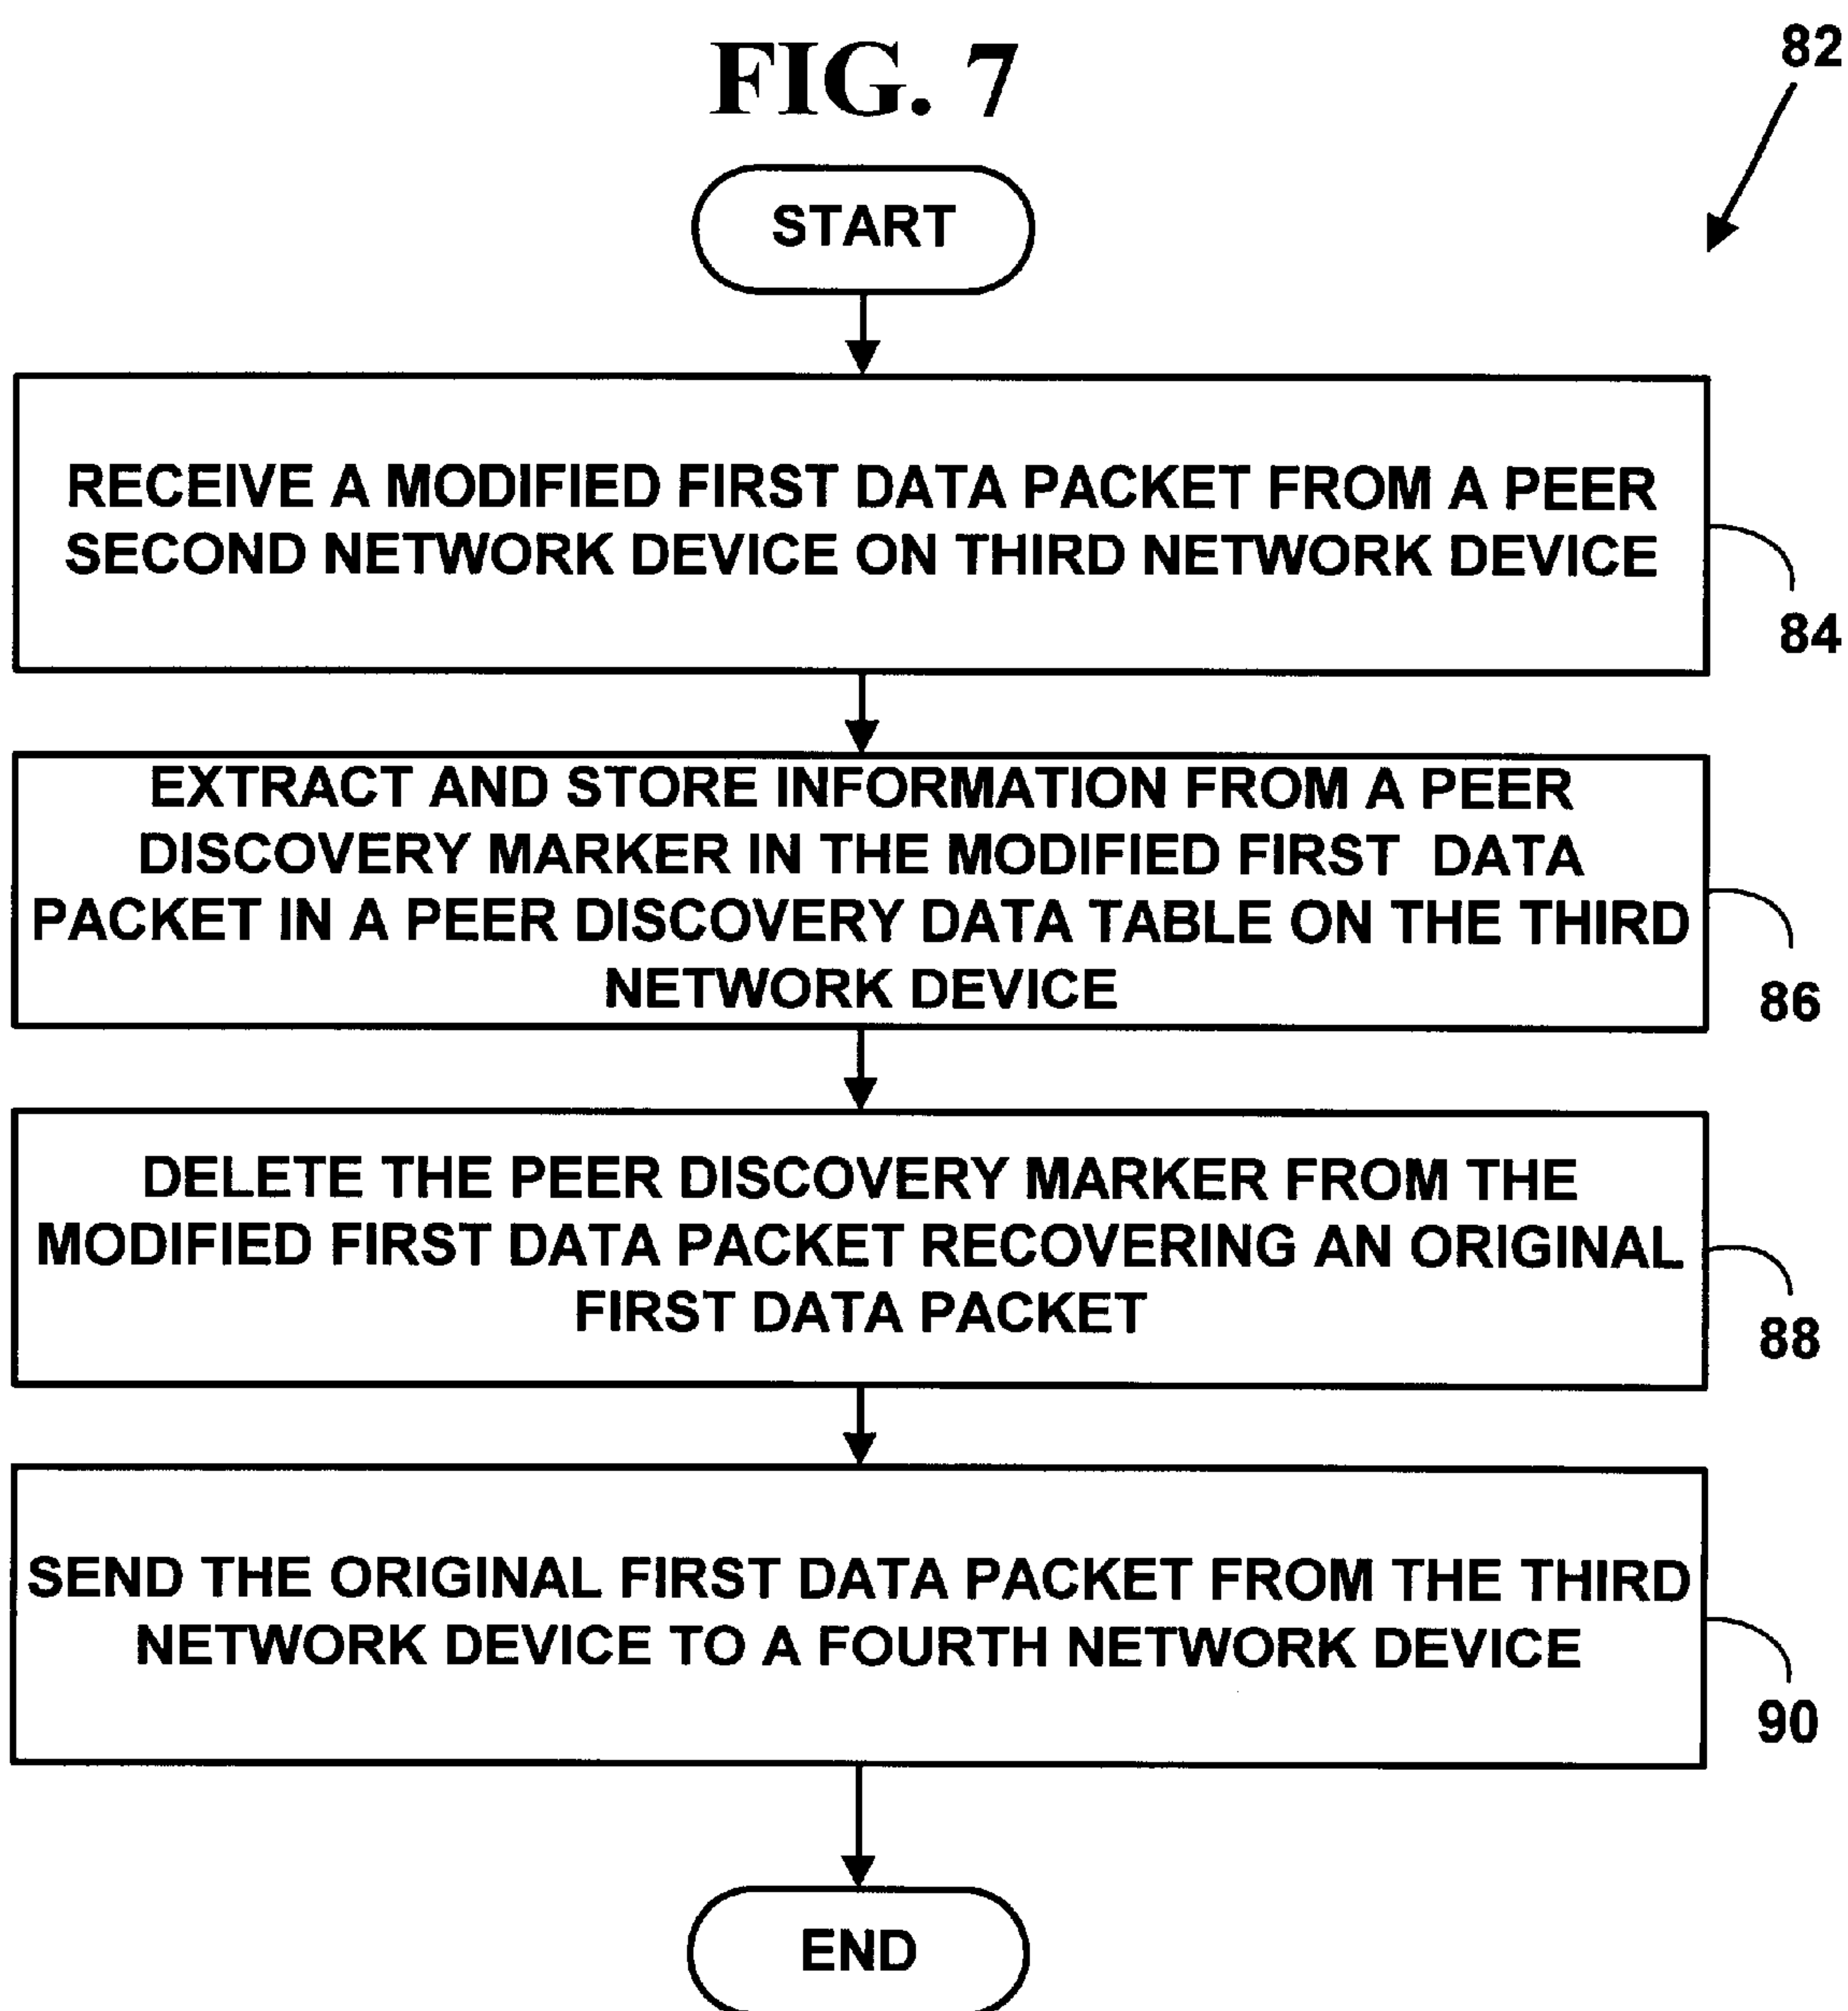 FIG. 7
82
START
RECEIVE A MODIFIED FIRST DATA PACKET FROM A PEER
SECOND NETWORK DEVICE ON THIRD NETWORK DEVICE
84
EXTRACT AND STORE INFORMATION FROM A PEER
DISCOVERY MARKER IN THE MODIFIED FIRST DATA
PACKET IN A PEER DISCOVERY DATA TABLE ON THE THIRD
NETWORK DEVICE
86
DELETE THE PEER DISCOVERY MARKER FROM THE
MODIFIED FIRST DATA PACKET RECOVERING AN ORIGINAL
FIRST DATA PACKET
88
SEND THE ORIGINAL FIRST DATA PACKET FROM THE THIRD
NETWORK DEVICE TO A FOURTH NETWORK DEVICE
90
END